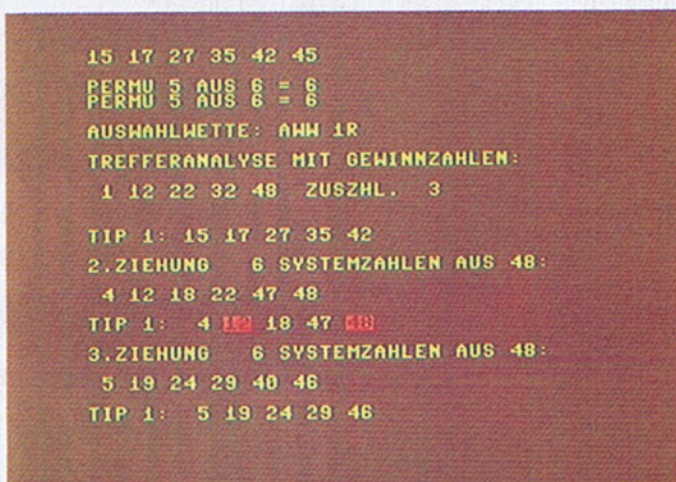 15 17 27 35 42 45
PERMU 5 AUS 6 = 6
PERMU 5 AUS 6 = 6
AUSWAHLWETTE: AWW 1R
TREFFERANALYSE MIT GEWINNZAHLEN:
1 12 22 32 48 ZUSZHL. 3
TIP 1: 15 17 27 35 42
2.ZIEHUNG 6 SYSTEMZAHLEN AUS 48:
4 12 18 22 47 48
TIP 1: 4 12 18 47 48
3.ZIEHUNG 6 SYSTEMZAHLEN AUS 48:
5 19 24 29 40 46
TIP 1: 5 19 24 29 46